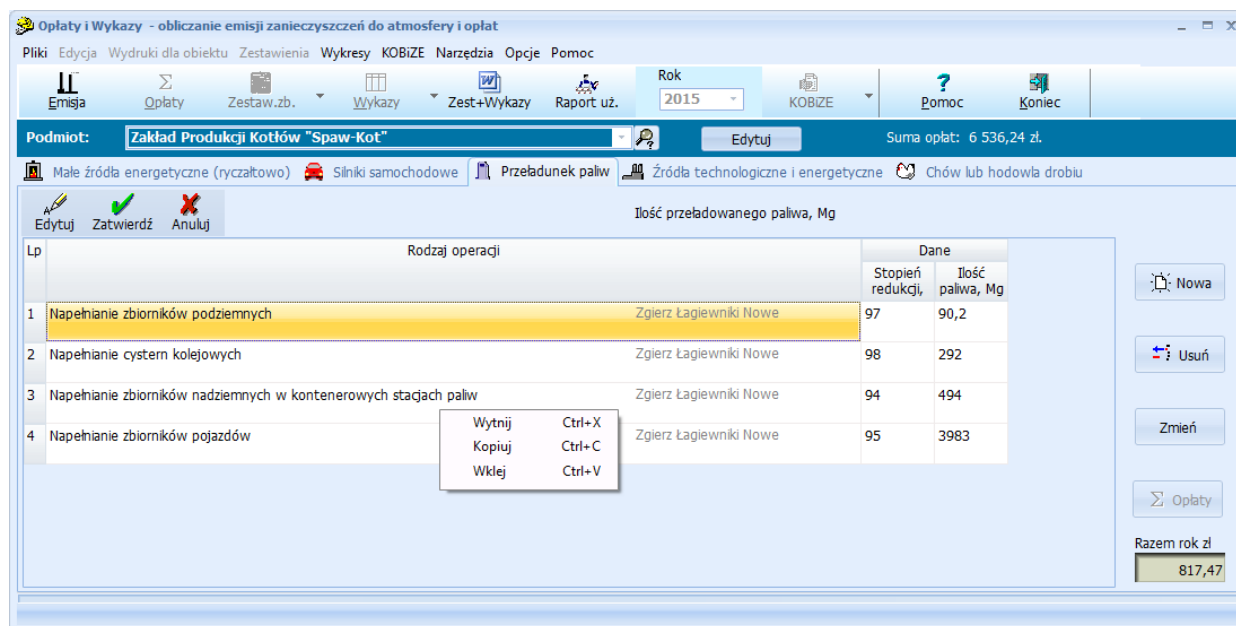 Opłaty i Wykazy - obliczanie emisji zanieczyszczeń do atmosfery i opłat
Pliki Edycja Wydruki dla obiektu Zestawienia Wykresy KOBiZE Narzędzia Opcje Pomoc
Emisja Opłaty Zestaw.zb. Wykazy Zest+Wykazy Raport uż. Rok 2015 KOBiZE Pomoc Koniec
Podmiot: Zakład Produkcji Kotłów "Spaw-Kot" Edytuj Suma opłat: 6 536,24 zł.
Małe źródła energetyczne (ryczałtowo) Silniki samochodowe Przeładunek paliw Źródła technologiczne i energetyczne Chów lub hodowla drobiu
Edytuj Zatwierdź Anuluj Ilość przeładowanego paliwa, Mg
Lp Rodzaj operacji Dane
Stopień Ilość
redukcji, paliwa, Mg
Nowa
1 Napełnianie zbiorników podziemnych Zgierz Łagiewniki Nowe 97 90,2
2 Napełnianie cystern kolejowych Zgierz Łagiewniki Nowe 98 292
Usuń
3 Napełnianie zbiorników nadziemnych w kontenerowych stacjach paliw Zgierz Łagiewniki Nowe 94 494
Wytnij Ctrl+X
Zmień
4 Napełnianie zbiorników pojazdów Zgierz Łagiewniki Nowe 95 3983
Kopiuj Ctrl+C
Wklej Ctrl+V
Σ Opłaty
Razem rok zł
817,47